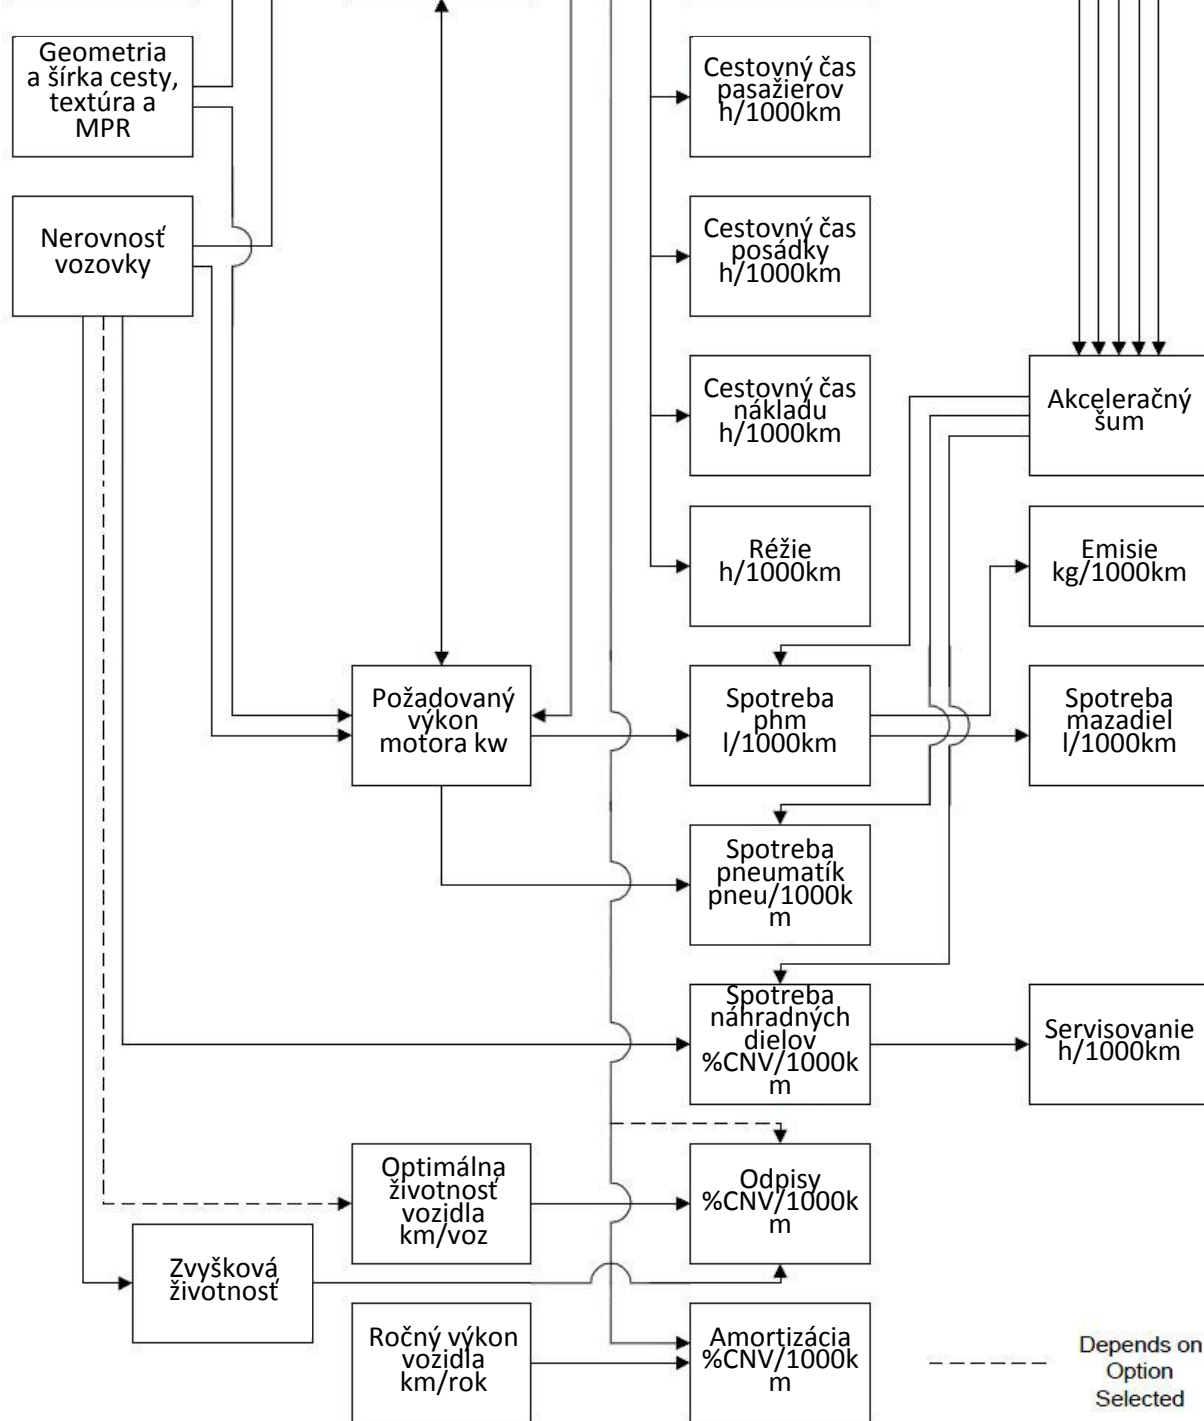 Geometria
a šírka cesty,
textúra a
MPR
Cestovný čas
pasažierov
h/1000km
Nerovnosť
vozovky
Cestovný čas
posádky
h/1000km
Cestovný čas
nákladu
h/1000km
Akceleračný
šum
Réžie
h/1000km
Emisie
kg/1000km
Požadovaný
výkon
motora kw
Spotreba
phm
l/1000km
Spotreba
mazadiel
l/1000km
Spotreba
pneumatík
pneu/1000k
m
Spotreba
náhradných
dielov
%CNV/1000k
m
Servisovanie
h/1000km
Optimálna
životnosť
vozidla
km/voz
Odpisy
%CNV/1000k
m
Zvyšková
životnosť
Ročný výkon
vozidla
km/rok
Amortizácia
%CNV/1000k
m
Depends on
Option
Selected